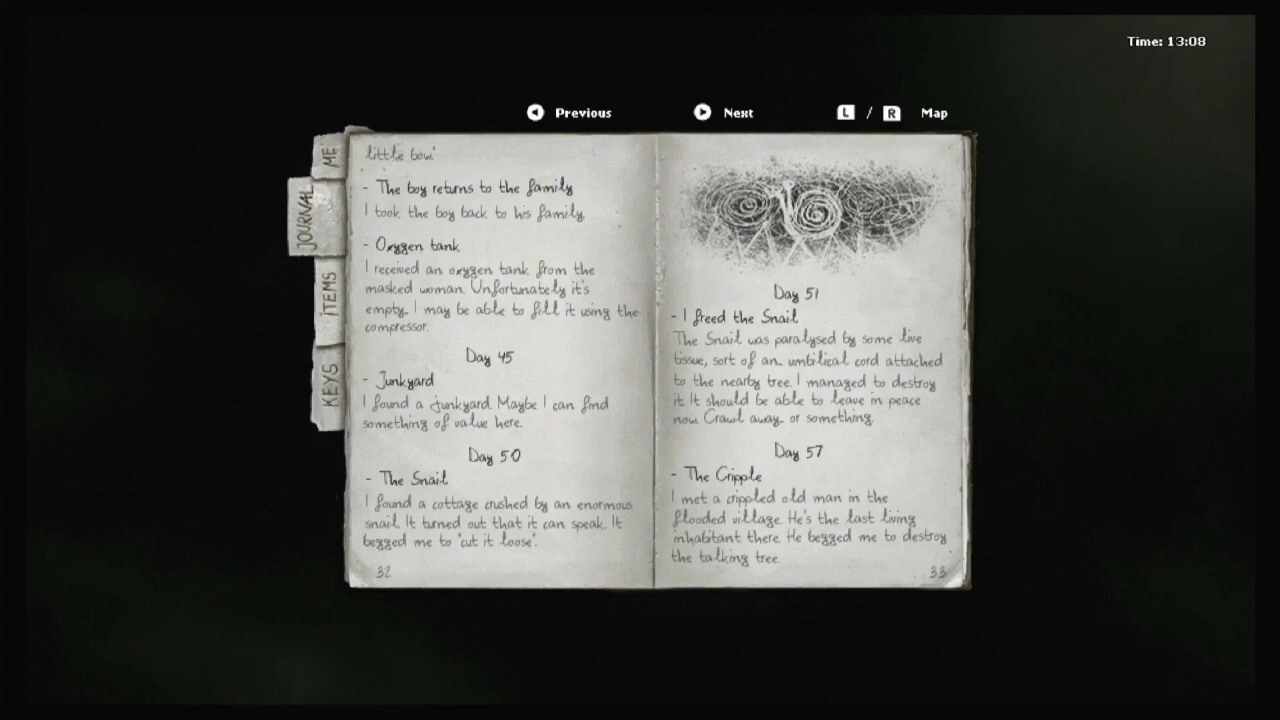 Time: 13:08
Previous
Next
L / R Map
ME
JOURNAL
ITEMS
KEYS
little bow'
- The boy returns to the family
I took the boy back to his family.
- Oxygen tank
I received an oxygen tank from the
masked woman. Unfortunately it's
empty. I may be able to fill it using the
compressor.
Day 45
- Junkyard
I found a junkyard. Maybe I can find
something of value here.
Day 50
- The Snail
I found a cottage crushed by an enormous
snail. It turned out that it can speak. It
begged me to 'cut it loose'.
32
Day 51
- I freed the Snail
The Snail was paralysed by some live
tissue, sort of an umbilical cord attached
to the nearby tree. I managed to destroy
it. It should be able to leave in peace
now. Crawl away, or something.
Day 57
- The Cripple
I met a crippled old man in the
flooded village. He's the last living
inhabitant there. He begged me to destroy
the talking tree.
33